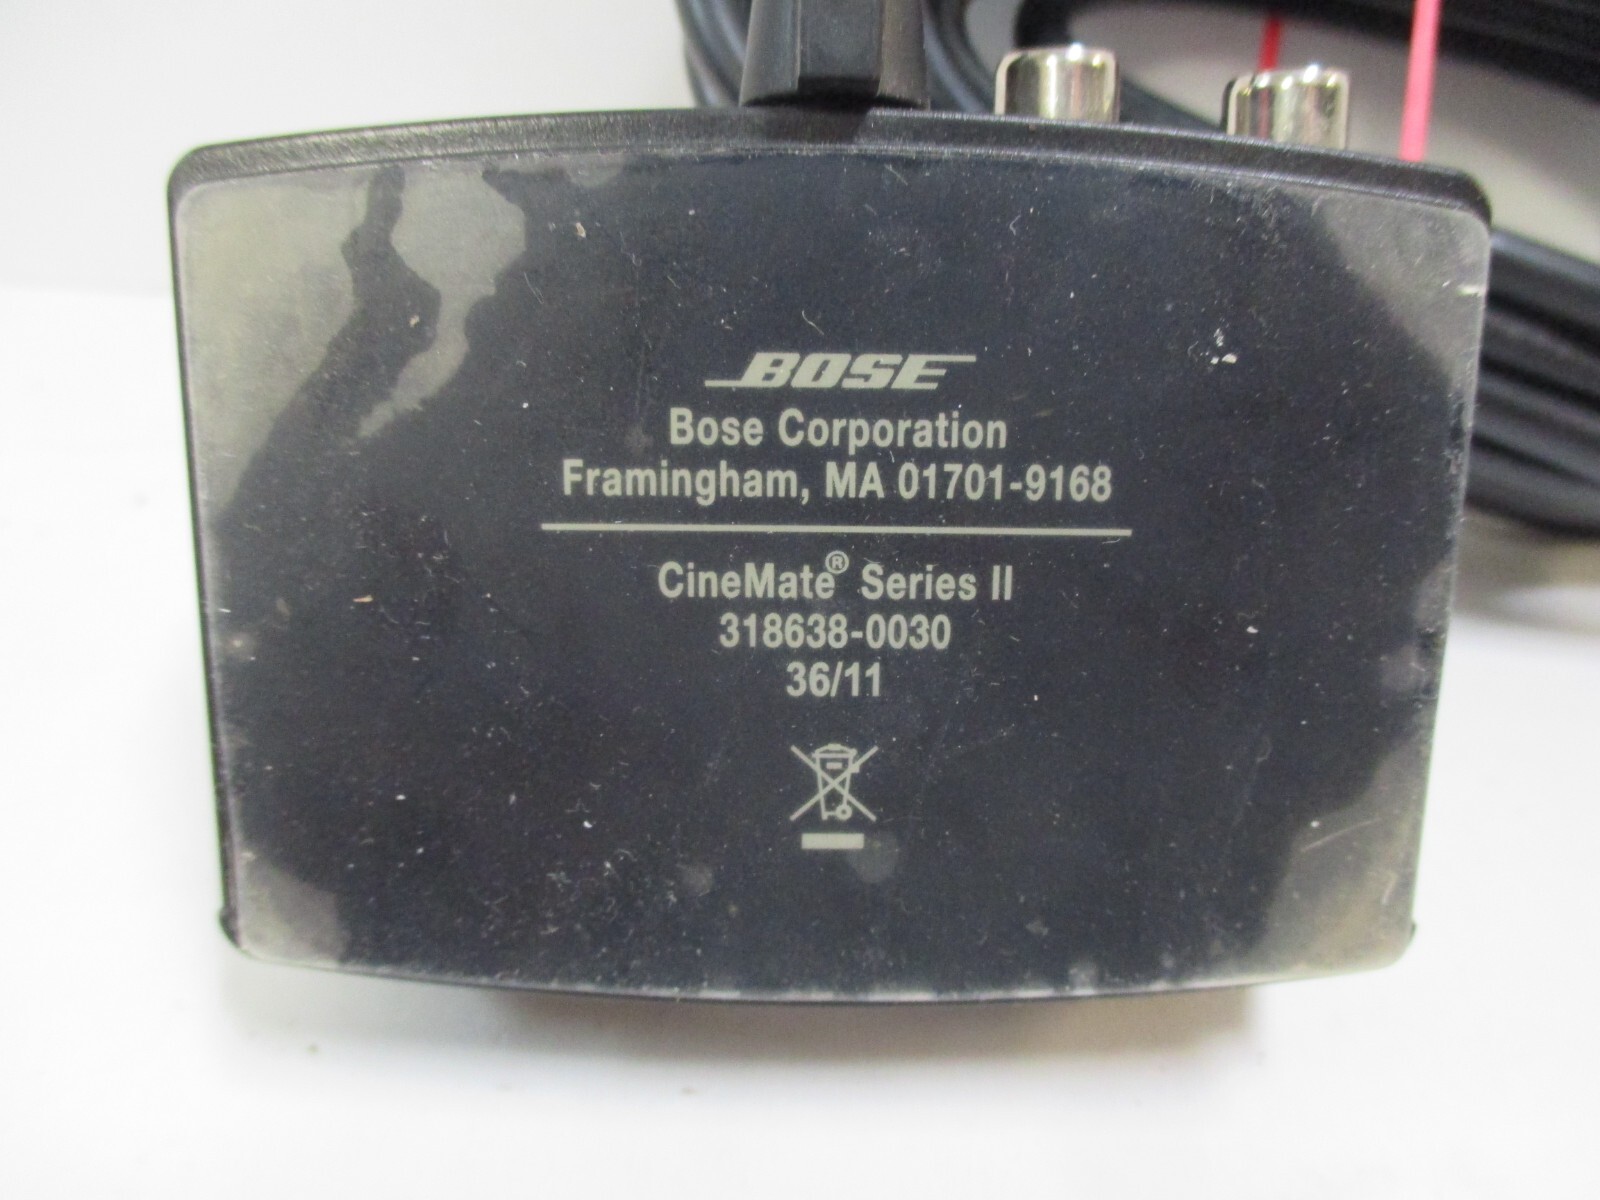 BOSE
Bose Corporation
Framingham, MA 01701-9168
CineMate® Series II
318638-0030
36/11